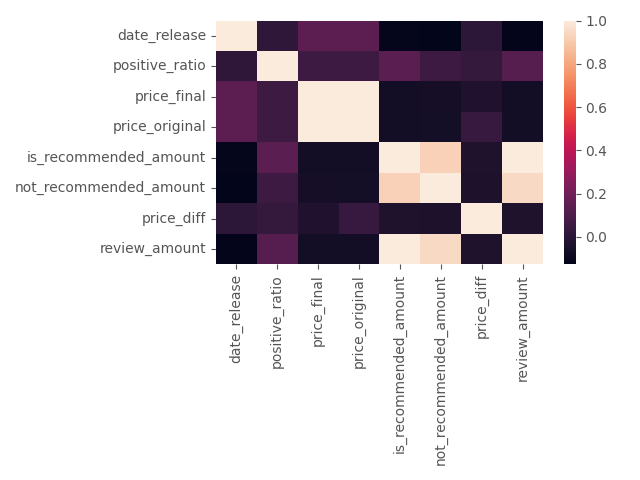 date_release
positive_ratio
price_final
price_original
is_recommended_amount
not_recommended_amount
price_diff
review_amount
date_release
positive_ratio
price_final
price_original
is_recommended_amount
not_recommended_amount
price_diff
review_amount
1.0
0.8
0.6
0.4
0.2
0.0